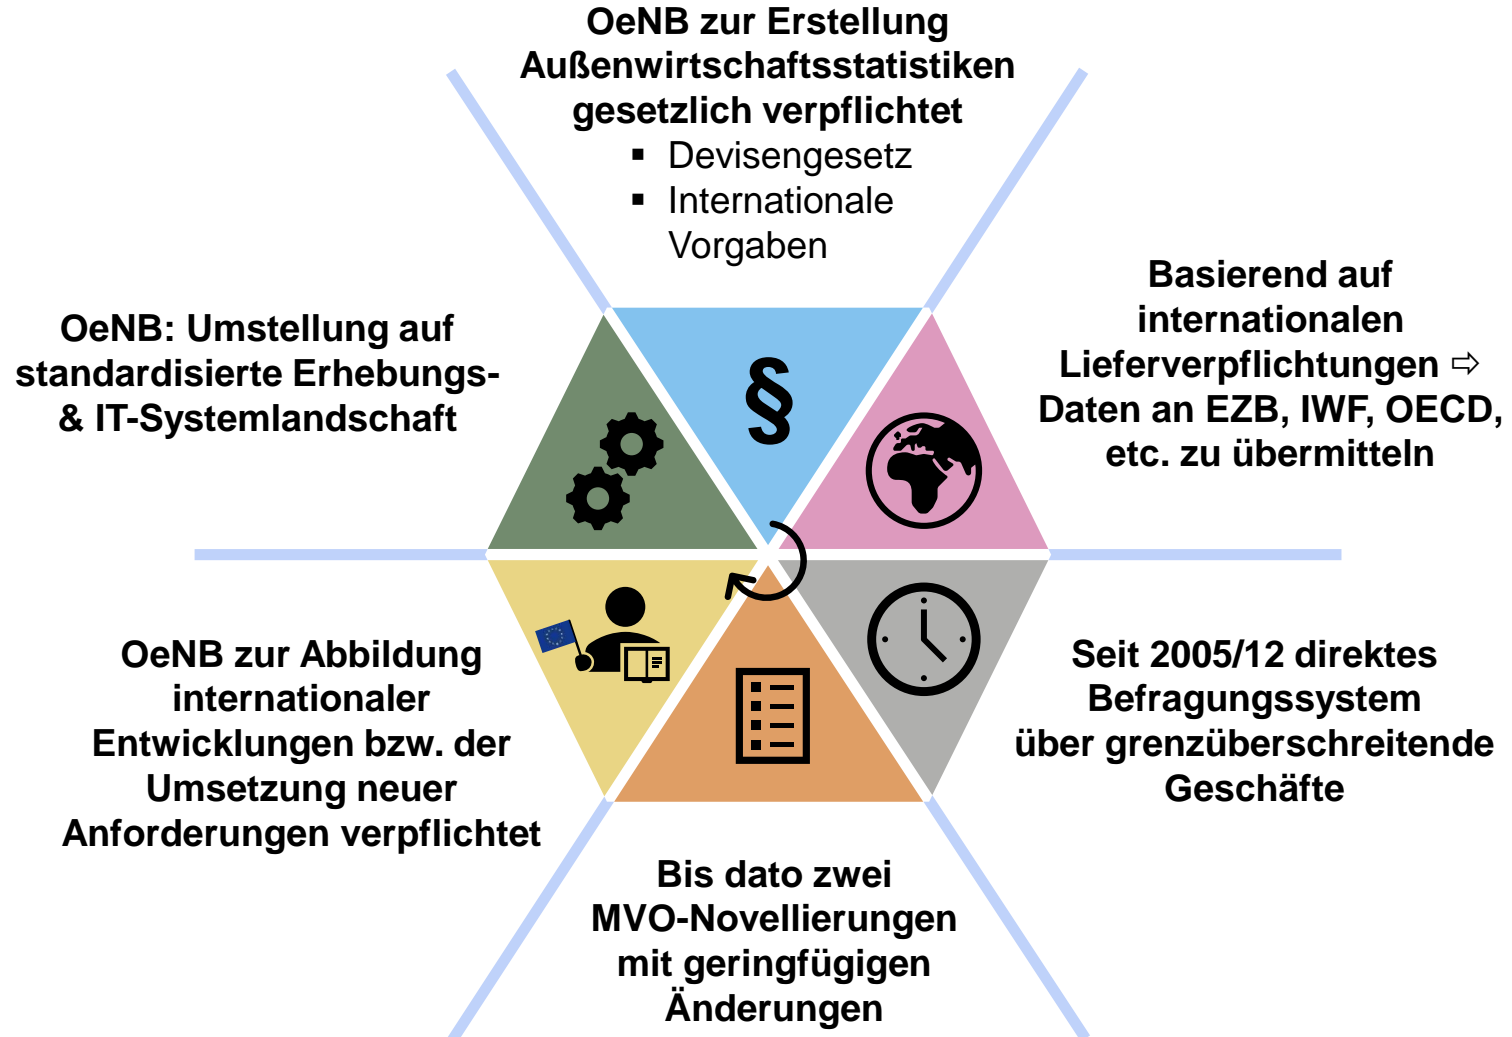 OeNB zur Erstellung
Außenwirtschaftsstatistiken
gesetzlich verpflichtet
▪ Devisengesetz
▪ Internationale
Vorgaben
Basierend auf
internationalen
Lieferverpflichtungen ⇨
Daten an EZB, IWF, OECD,
etc. zu übermitteln
Seit 2005/12 direktes
Befragungssystem
über grenzüberschreitende
Geschäfte
Bis dato zwei
MVO-Novellierungen
mit geringfügigen
Änderungen
OeNB zur Abbildung
internationaler
Entwicklungen bzw. der
Umsetzung neuer
Anforderungen verpflichtet
OeNB: Umstellung auf
standardisierte Erhebungs-
& IT-Systemlandschaft
§